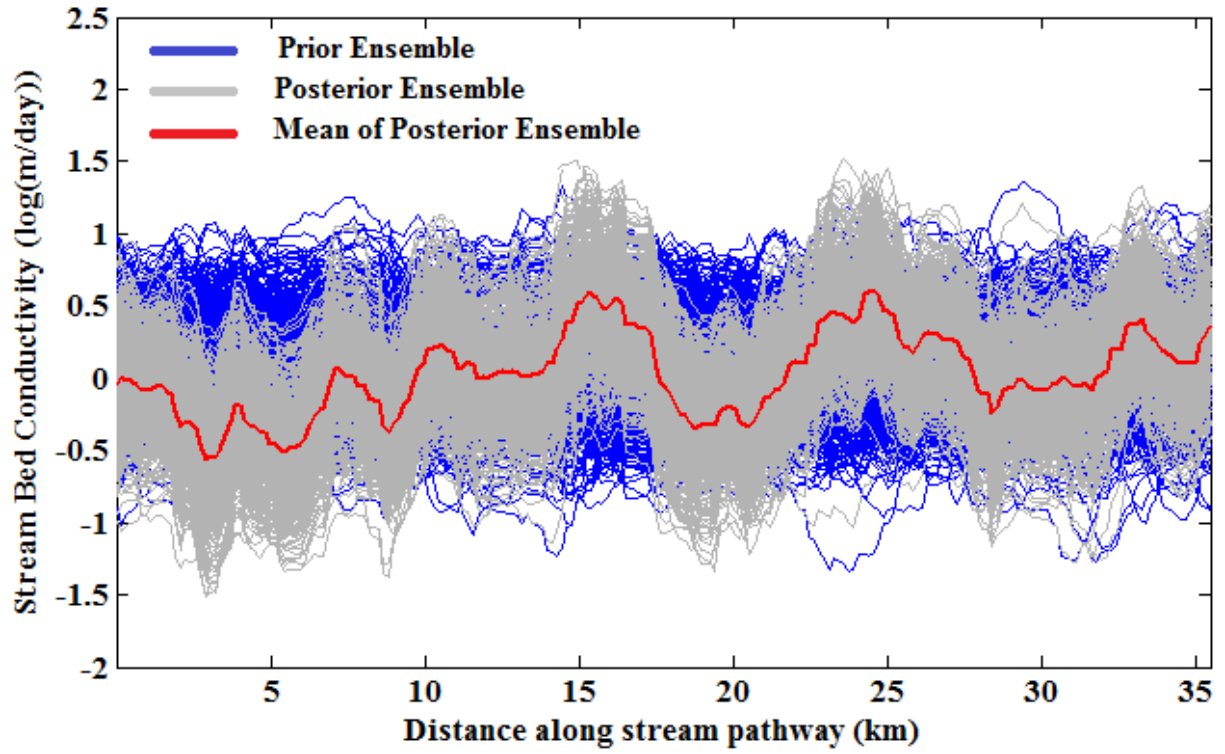 2.5
2
1.5
1
0.5
0
-0.5
-1
-1.5
-2
Stream Bed Conductivity (log(m/day))
Prior Ensemble
Posterior Ensemble
Mean of Posterior Ensemble
5 10 15 20 25 30 35
Distance along stream pathway (km)